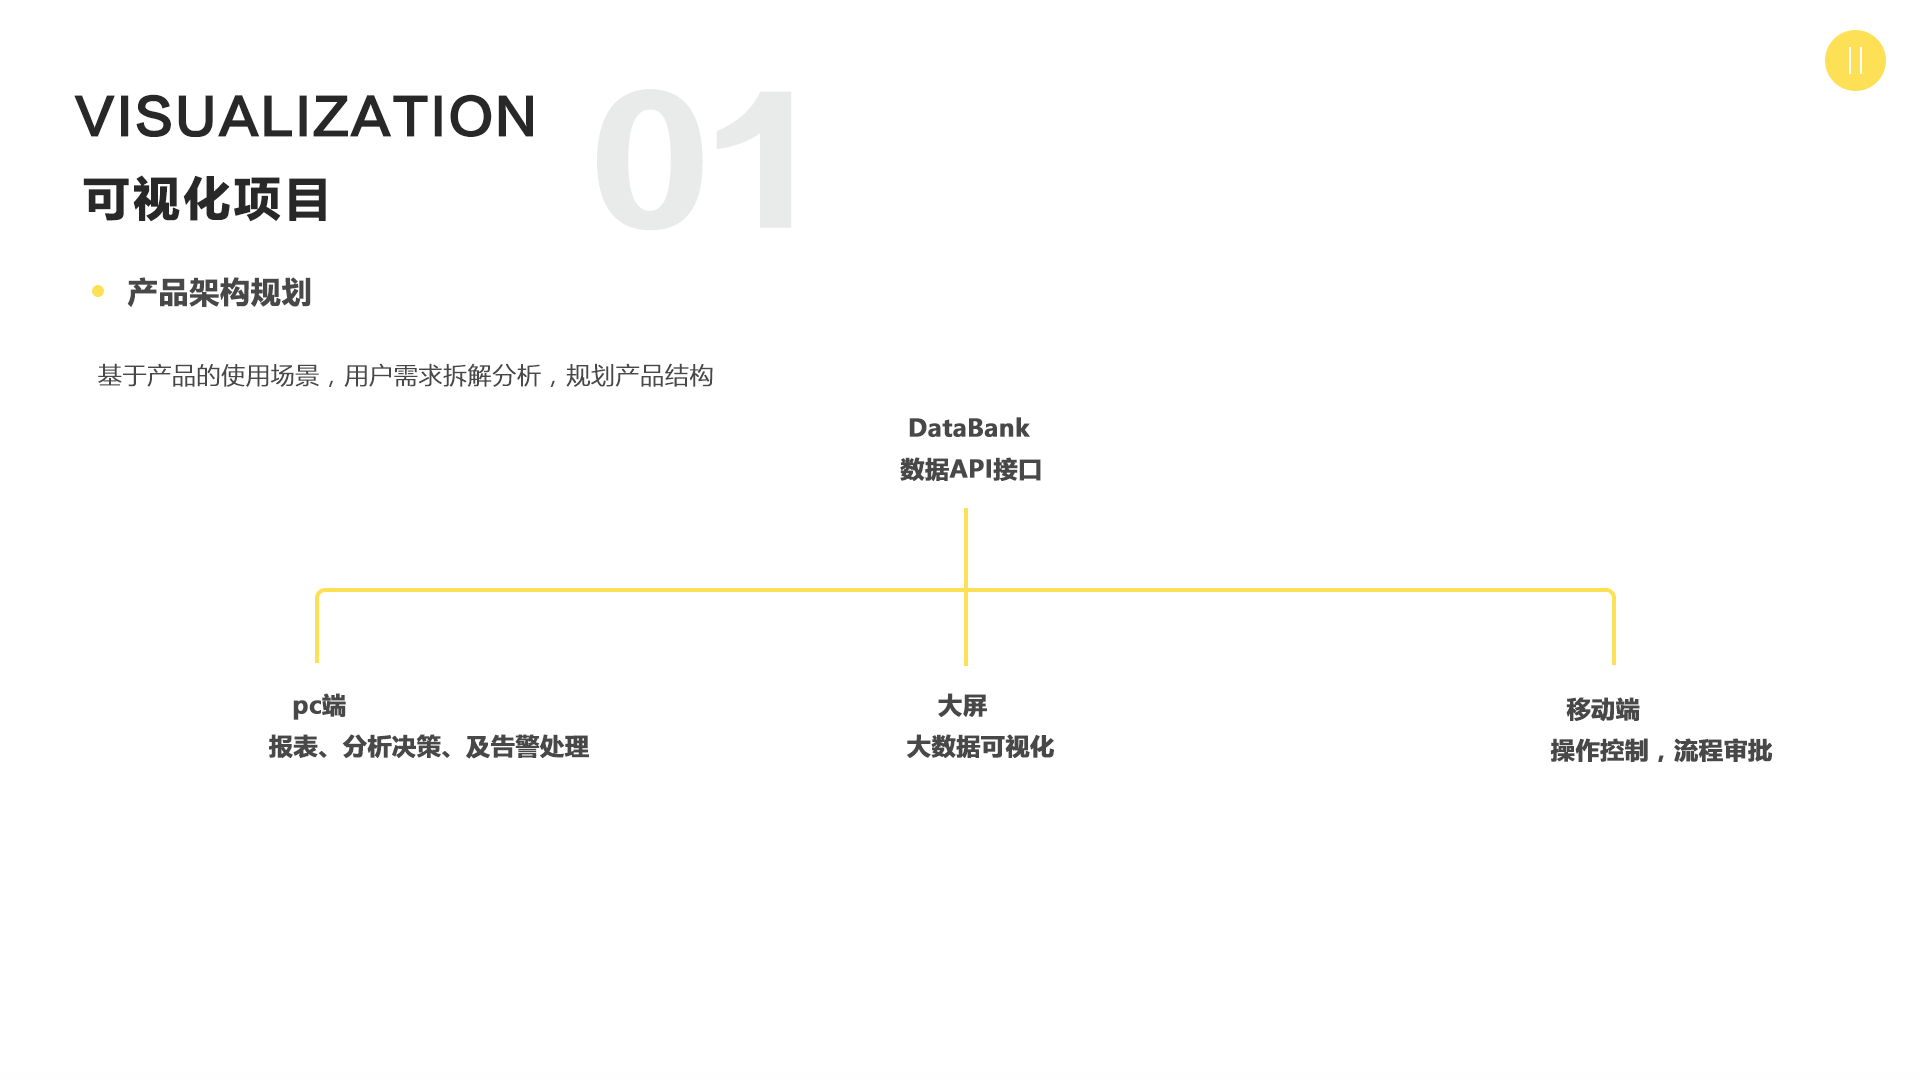 VISUALIZATION
01
可视化项目
产品架构规划
基于产品的使用场景，用户需求拆解分析，规划产品结构
DataBank
数据API接口
pc端
报表、分析决策、及告警处理
大屏
大数据可视化
移动端
操作控制，流程审批